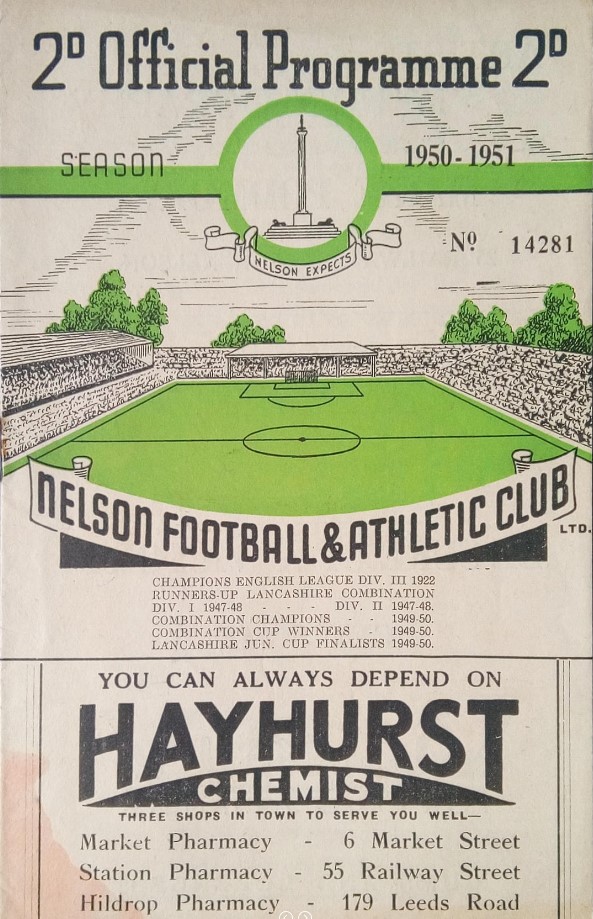 2D Official Programme 2D
SEASON 1950-1951
NELSON EXPECTS
Nº 14281
NELSON FOOTBALL & ATHLETIC CLUB LTD.
CHAMPIONS ENGLISH LEAGUE DIV. III 1922
RUNNERS-UP LANCASHIRE COMBINATION
DIV. I 1947-48 - - - DIV. II 1947-48.
COMBINATION CHAMPIONS - - 1949-50.
COMBINATION CUP WINNERS - 1949-50.
LANCASHIRE JUN. CUP FINALISTS 1949-50.
YOU CAN ALWAYS DEPEND ON
HAYHURST
CHEMIST
THREE SHOPS IN TOWN TO SERVE YOU WELL—
Market Pharmacy - 6 Market Street
Station Pharmacy - 55 Railway Street
Hildrop Pharmacy - 179 Leeds Road